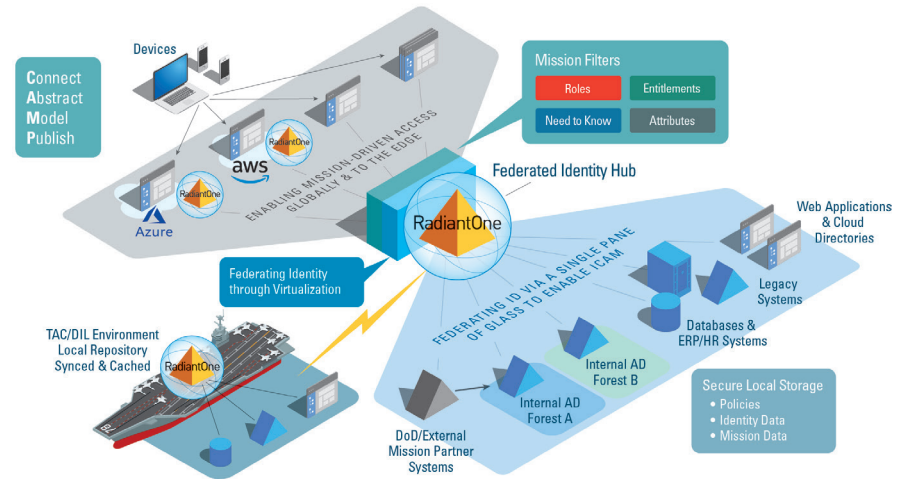 Connect
Abstract
Model
Publish
Devices
Mission Filters
Roles
Entitlements
Need to Know
Attributes
RadiantOne
aws
RadiantOne
Azure
ENABLING MISSION-DRIVEN ACCESS
GLOBALLY & TO THE EDGE
Federated Identity Hub
RadiantOne
Web Applications
& Cloud
Directories
Federating Identity
through Virtualization
FEDERATING ID VIA A SINGLE PANE
OF GLASS TO ENABLE ICAM
Legacy
Systems
Databases &
ERP/HR Systems
TAC/DIL Environment
Local Repository
Synced & Cached
RadiantOne
Internal AD
Forest B
Internal AD
Forest A
DoD/External
Mission Partner
Systems
Secure Local Storage
• Policies
• Identity Data
• Mission Data